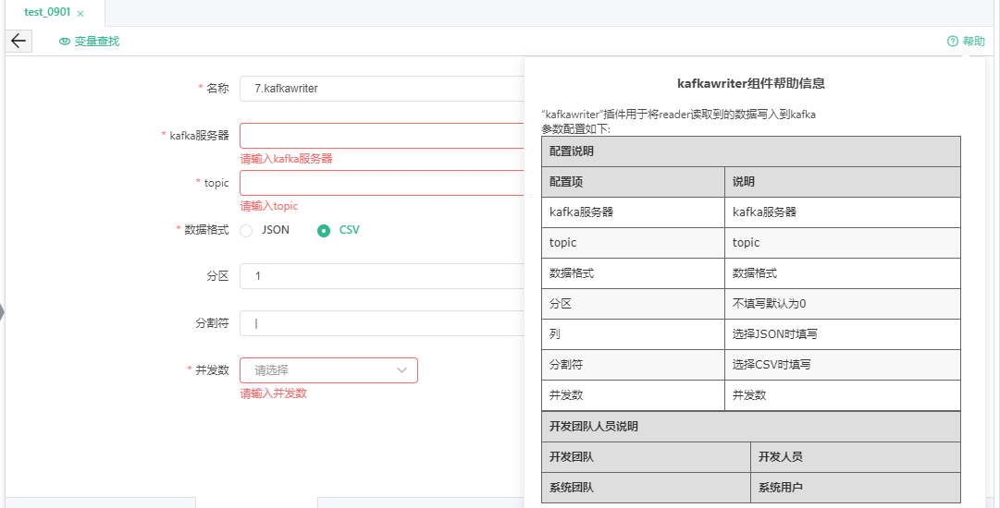 test_0901 ×
变量查找
帮助
* 名称 7.kafkawriter
* kafka服务器
请输入kafka服务器
* topic
请输入topic
* 数据格式 JSON CSV
分区 1
分割符 |
* 并发数 请选择
请输入并发数
kafkawriter组件帮助信息
“kafkawriter”插件用于将reader读取到的数据写入到kafka
参数配置如下:
配置说明
配置项 说明
kafka服务器 kafka服务器
topic topic
数据格式 数据格式
分区 不填写默认为0
列 选择JSON时填写
分割符 选择CSV时填写
并发数 并发数
开发团队人员说明
开发团队 开发人员
系统团队 系统用户